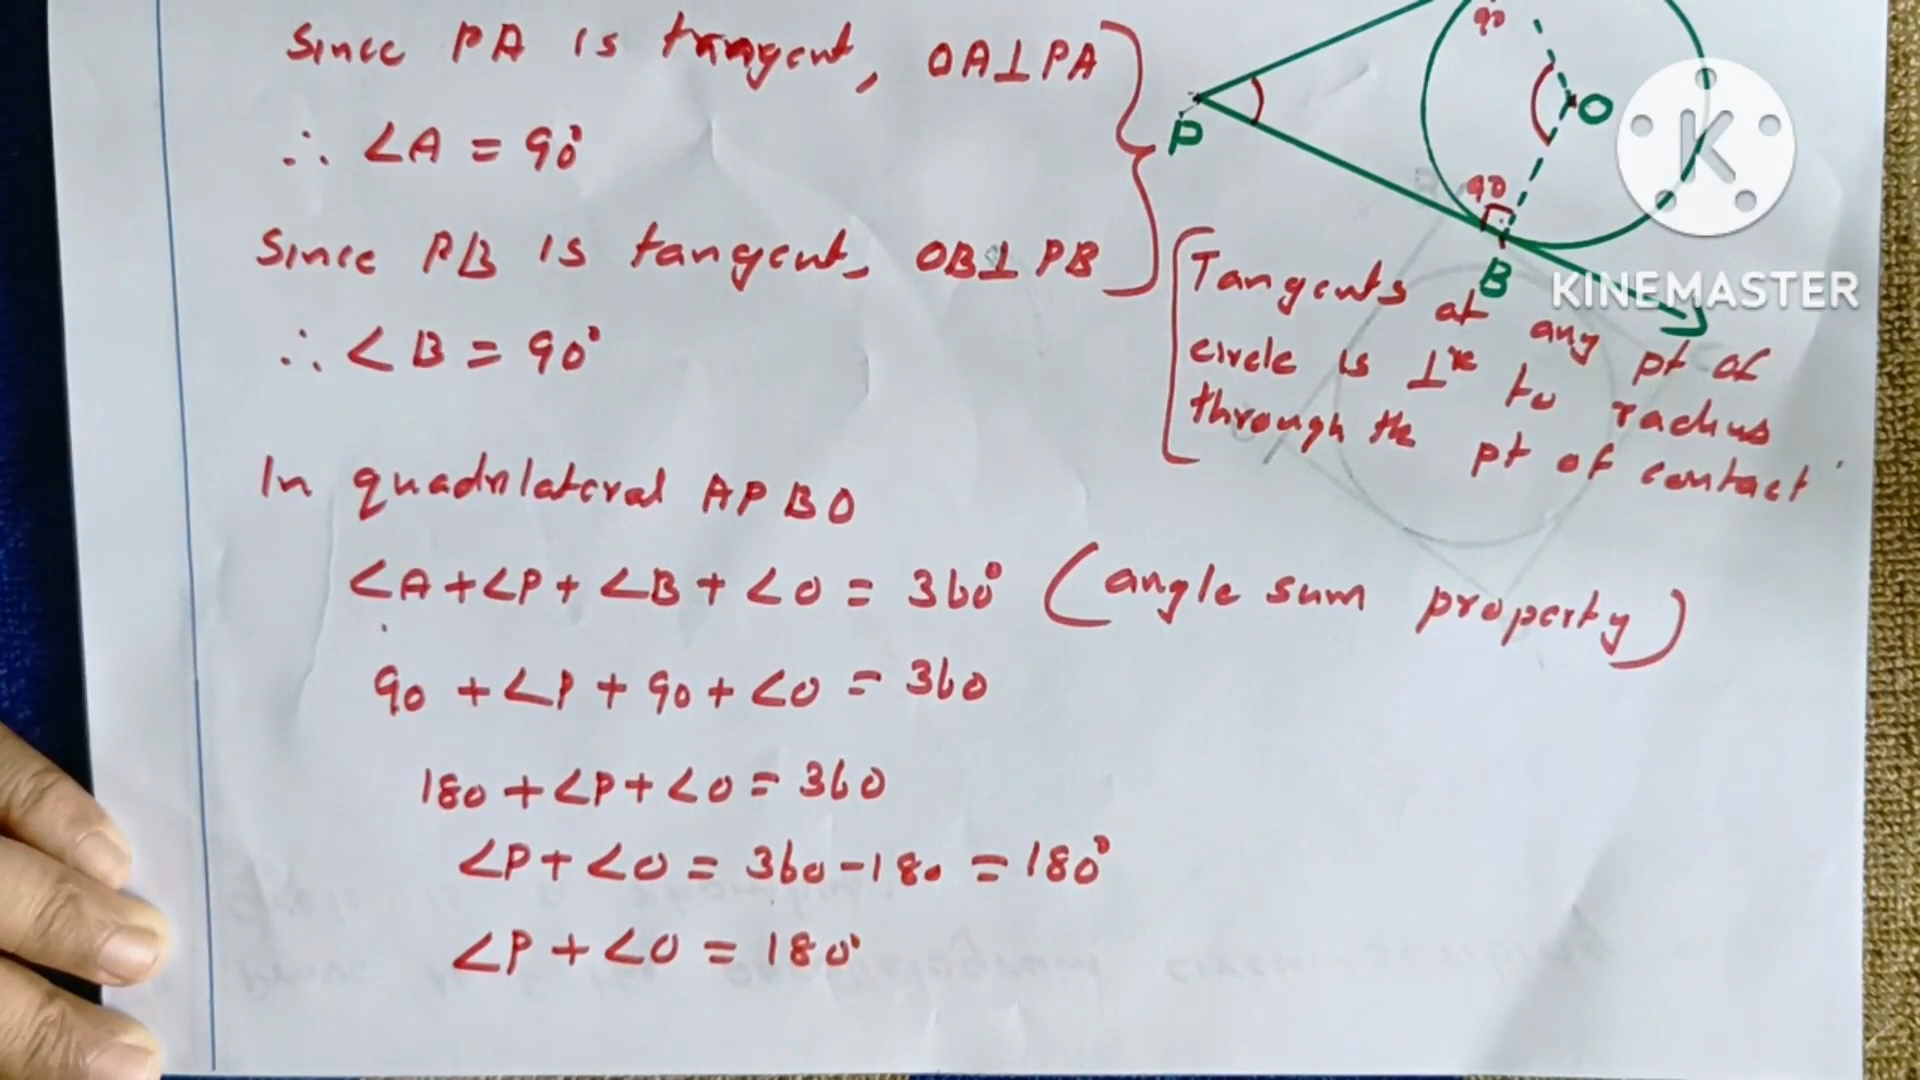 Since PA is tangent, OA⊥PA
∴ ∠A = 90°
Since PB is tangent, OB⊥PB
∴ ∠B = 90°
90
P
O
90
B
K
KINEMASTER
Tangents at any pt of
circle is ⊥re to radius
through the pt of contact
In quadrilateral APBO
∠A + ∠P + ∠B + ∠O = 360° (angle sum property)
90 + ∠P + 90 + ∠O = 360
180 + ∠P + ∠O = 360
∠P + ∠O = 360 - 180 = 180°
∠P + ∠O = 180°